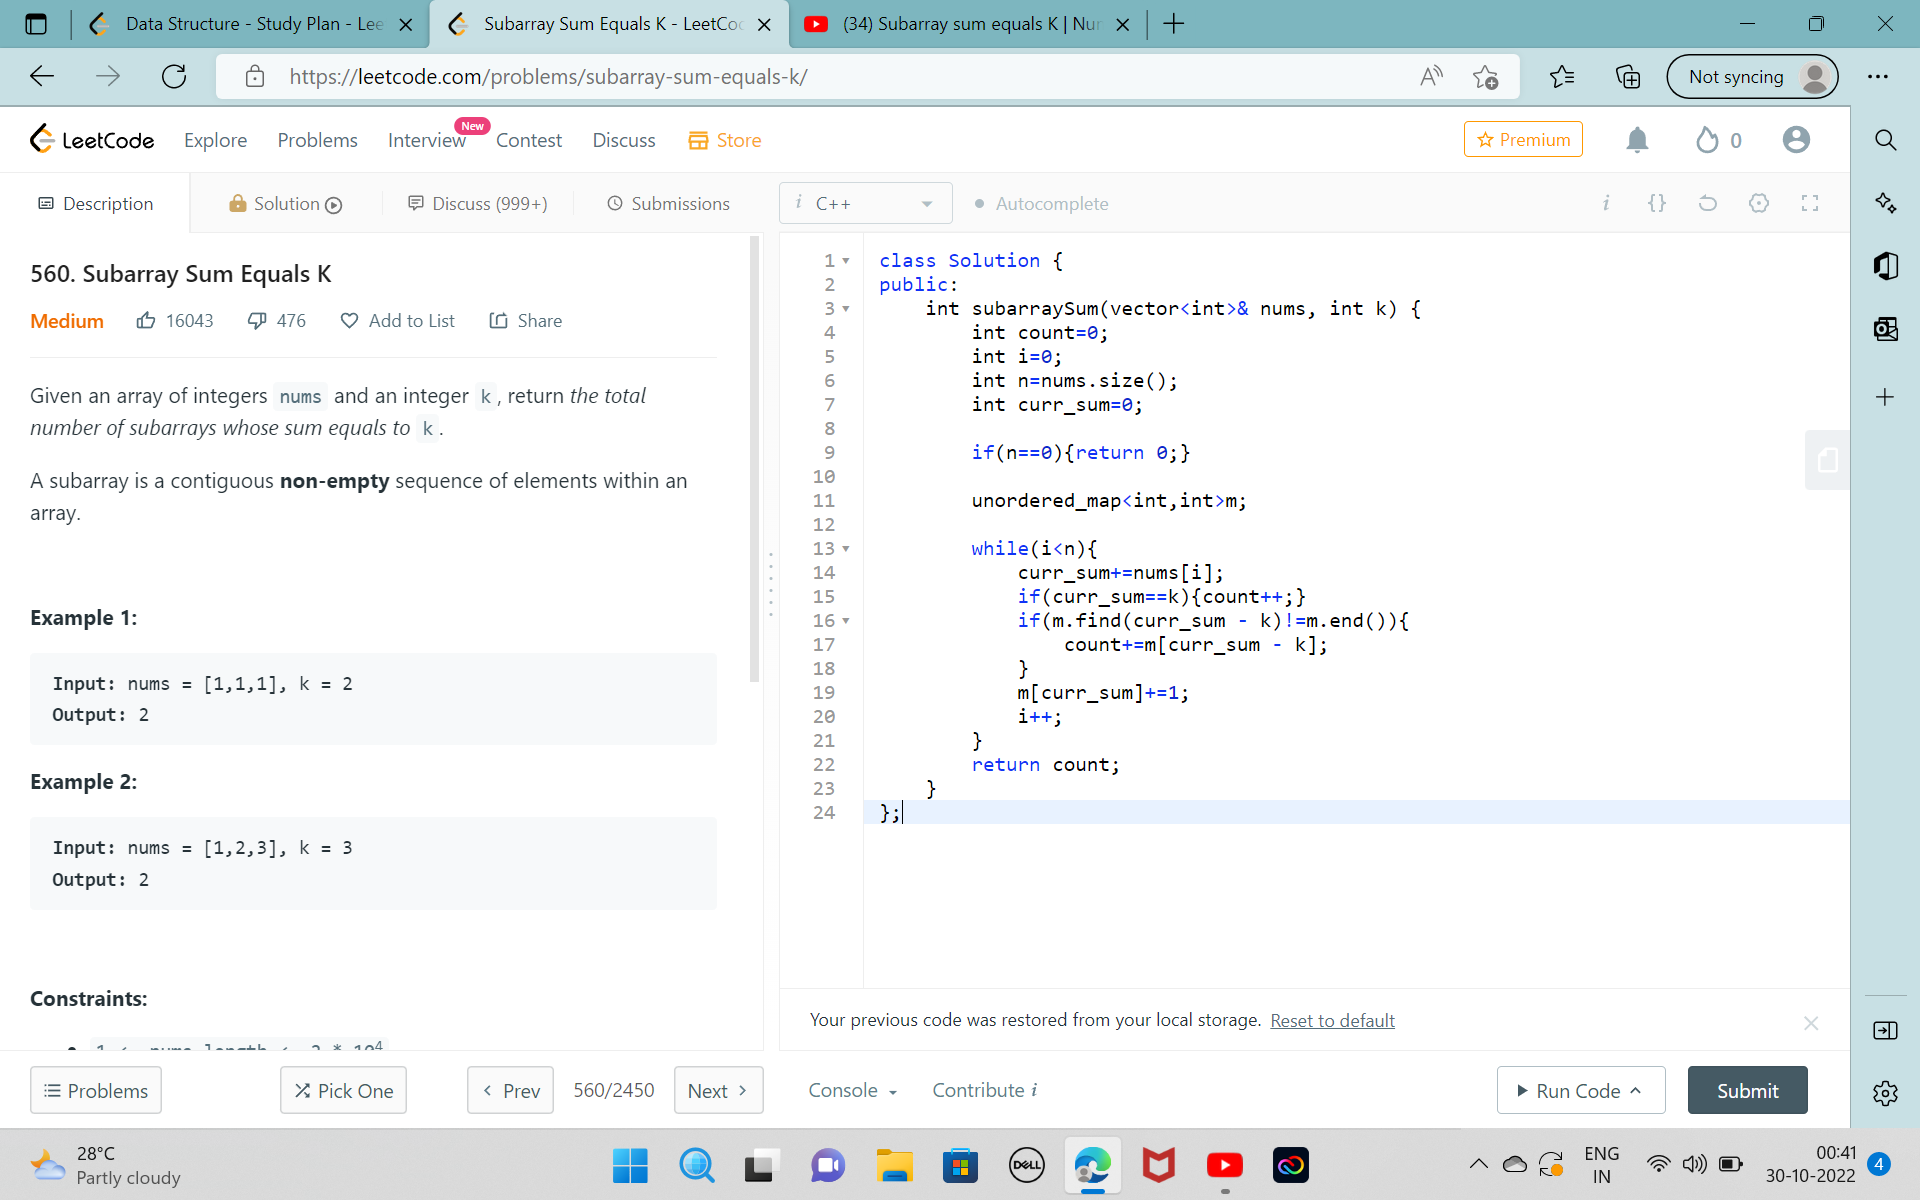 Data Structure - Study Plan - Lee
Subarray Sum Equals K - LeetCo
(34) Subarray sum equals K | Nu
https://leetcode.com/problems/subarray-sum-equals-k/
Not syncing
LeetCode
Explore
Problems
Interview
New
Contest
Discuss
Store
Premium
0
Description
Solution
Discuss (999+)
Submissions
i C++
Autocomplete
i {}
560. Subarray Sum Equals K
Medium
16043
476
Add to List
Share
Given an array of integers nums and an integer k, return the total
number of subarrays whose sum equals to k.
A subarray is a contiguous non-empty sequence of elements within an
array.
Example 1:
Input: nums = [1,1,1], k = 2
Output: 2
Example 2:
Input: nums = [1,2,3], k = 3
Output: 2
Constraints:
1 class Solution {
2 public:
3 int subarraySum(vector<int>& nums, int k) {
4 int count=0;
5 int i=0;
6 int n=nums.size();
7 int curr_sum=0;
8
9 if(n==0){return 0;}
10
11 unordered_map<int,int>m;
12
13 while(i<n){
14 curr_sum+=nums[i];
15 if(curr_sum==k){count++;}
16 if(m.find(curr_sum - k)!=m.end()){
17 count+=m[curr_sum - k];
18 }
19 m[curr_sum]+=1;
20 i++;
21 }
22 return count;
23 }
24 };
Your previous code was restored from your local storage. Reset to default
Problems
Pick One
Prev
560/2450
Next
Console
Contribute i
Run Code
Submit
28°C
Partly cloudy
DELL
ENG
IN
00:41
30-10-2022
4